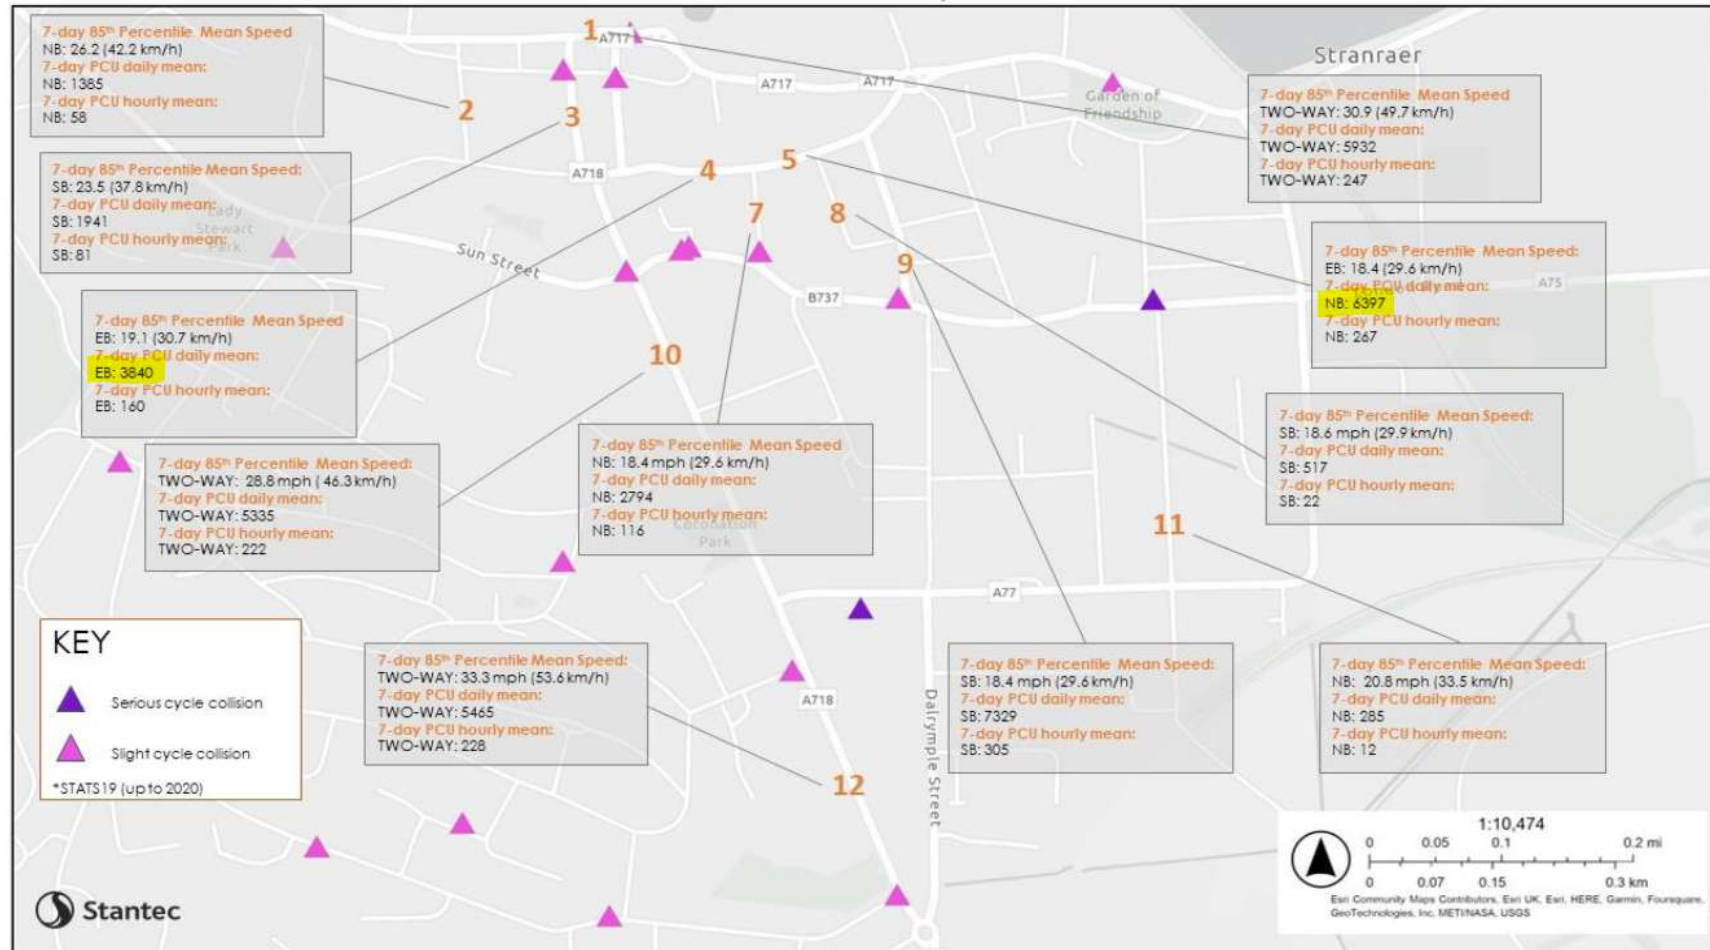 7-day 85th Percentile Mean Speed
NB: 26.2 (42.2 km/h)
7-day PCU daily mean:
NB: 1385
7-day PCU hourly mean:
NB: 58
7-day 85th Percentile Mean Speed:
SB: 23.5 (37.8 km/h)
7-day PCU daily mean:
SB: 1941
7-day PCU hourly mean:
SB: 81
Lady
Stewart
Park
7-day 85th Percentile Mean Speed
EB: 19.1 (30.7 km/h)
7-day PCU daily mean:
EB: 3840
7-day PCU hourly mean:
EB: 160
7-day 85th Percentile Mean Speed:
TWO-WAY: 28.8 mph ( 46.3 km/h)
7-day PCU daily mean:
TWO-WAY: 5335
7-day PCU hourly mean:
TWO-WAY: 222
1
2
3
4
5
7
8
9
10
11
12
A717
A717
A717
A718
Sun Street
B737
A75
A77
A718
Dalrymple Street
Stranraer
Garden of
Friendship
Coronation
Park
7-day 85th Percentile Mean Speed
TWO-WAY: 30.9 (49.7 km/h)
7-day PCU daily mean:
TWO-WAY: 5932
7-day PCU hourly mean:
TWO-WAY: 247
7-day 85th Percentile Mean Speed:
EB: 18.4 (29.6 km/h)
7-day PCU daily mean:
NB: 6397
7-day PCU hourly mean:
NB: 267
7-day 85th Percentile Mean Speed:
SB: 18.6 mph (29.9 km/h)
7-day PCU daily mean:
SB: 517
7-day PCU hourly mean:
SB: 22
7-day 85th Percentile Mean Speed
NB: 18.4 mph (29.6 km/h)
7-day PCU daily mean:
NB: 2794
7-day PCU hourly mean:
NB: 116
7-day 85th Percentile Mean Speed:
TWO-WAY: 33.3 mph (53.6 km/h)
7-day PCU daily mean:
TWO-WAY: 5465
7-day PCU hourly mean:
TWO-WAY: 228
7-day 85th Percentile Mean Speed:
SB: 18.4 mph (29.6 km/h)
7-day PCU daily mean:
SB: 7329
7-day PCU hourly mean:
SB: 305
7-day 85th Percentile Mean Speed:
NB: 20.8 mph (33.5 km/h)
7-day PCU daily mean:
NB: 285
7-day PCU hourly mean:
NB: 12
KEY
Serious cycle collision
Slight cycle collision
*STATS19 (up to 2020)
Stantec
1:10,474
0 0.05 0.1 0.2 mi
0 0.07 0.15 0.3 km
Esri Community Maps Contributors, Esri UK, Esri, HERE, Garmin, Foursquare,
GeoTechnologies, Inc, METI/NASA, USGS